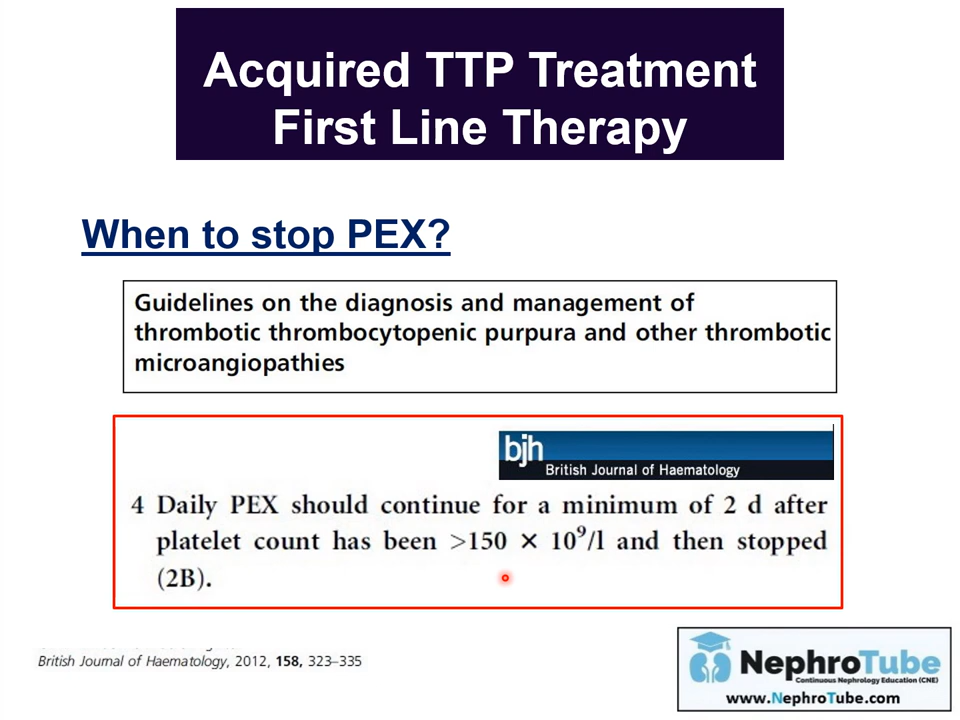 Acquired TTP Treatment
First Line Therapy
When to stop PEX?
Guidelines on the diagnosis and management of
thrombotic thrombocytopenic purpura and other thrombotic
microangiopathies
bjh
British Journal of Haematology
4 Daily PEX should continue for a minimum of 2 d after
platelet count has been >150 × 10⁹/l and then stopped
(2B).
British Journal of Haematology, 2012, 158, 323–335
NephroTube
Continuous Nephrology Education (CNE)
www.NephroTube.com